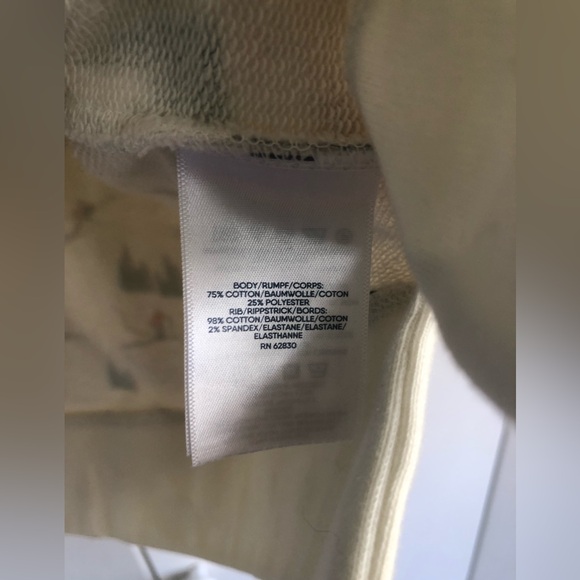 BODY/RUMPF/CORPS:
75% COTTON/BAUMWOLLE/COTON
25% POLYESTER
RIB/RIPPSTRICK/BORDS:
98% COTTON/BAUMWOLLE/COTON
2% SPANDEX/ELASTANE/ELASTANE/
ELASTHANNE
RN 62830